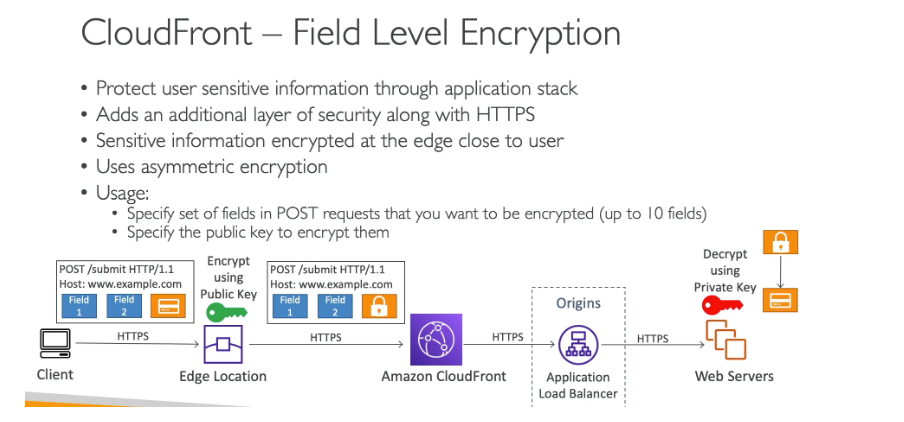 CloudFront – Field Level Encryption
• Protect user sensitive information through application stack
• Adds an additional layer of security along with HTTPS
• Sensitive information encrypted at the edge close to user
• Uses asymmetric encryption
• Usage:
• Specify set of fields in POST requests that you want to be encrypted (up to 10 fields)
• Specify the public key to encrypt them
POST /submit HTTP/1.1
Host: www.example.com
Field
1
Field
2
Encrypt
using
Public Key
POST /submit HTTP/1.1
Host: www.example.com
Field
1
Field
2
Decrypt
using
Private Key
Origins
HTTPS
HTTPS
HTTPS
HTTPS
Client
Edge Location
Amazon CloudFront
Application
Load Balancer
Web Servers